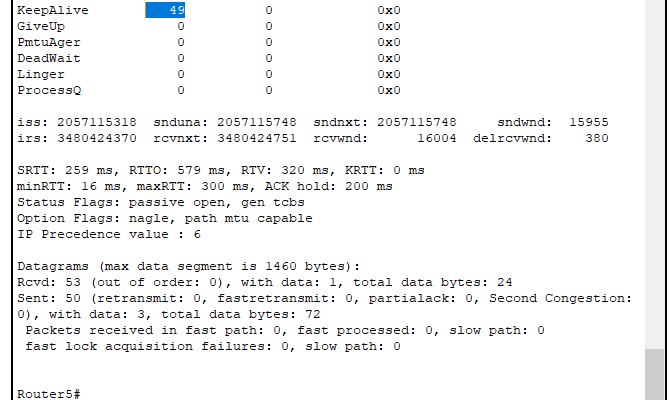 KeepAlive 49 0 0x0
GiveUp 0 0 0x0
PmtuAger 0 0 0x0
DeadWait 0 0 0x0
Linger 0 0 0x0
ProcessQ 0 0 0x0
iss: 2057115318 snduna: 2057115748 sndnxt: 2057115748 sndwnd: 15955
irs: 3480424370 rcvnxt: 3480424751 rcvwnd: 16004 delrcvwnd: 380
SRTT: 259 ms, RTTO: 579 ms, RTV: 320 ms, KRTT: 0 ms
minRTT: 16 ms, maxRTT: 300 ms, ACK hold: 200 ms
Status Flags: passive open, gen tcbs
Option Flags: nagle, path mtu capable
IP Precedence value : 6
Datagrams (max data segment is 1460 bytes):
Rcvd: 53 (out of order: 0), with data: 1, total data bytes: 24
Sent: 50 (retransmit: 0, fastretransmit: 0, partialack: 0, Second Congestion:
0), with data: 3, total data bytes: 72
Packets received in fast path: 0, fast processed: 0, slow path: 0
fast lock acquisition failures: 0, slow path: 0
Router5#